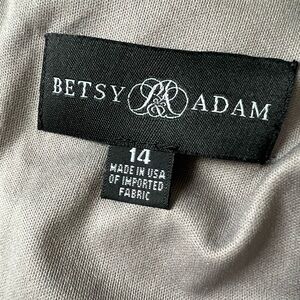 BETSY B&A ADAM
14
MADE IN USA
OF IMPORTED
FABRIC